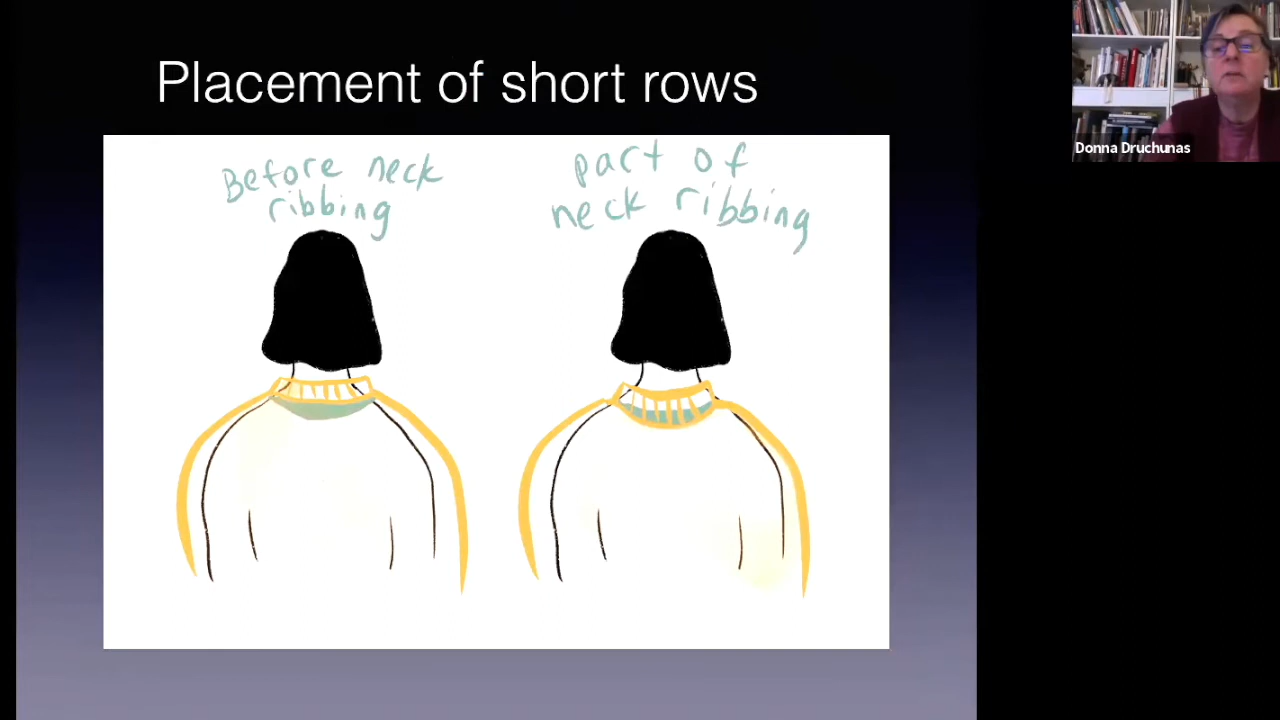 Placement of short rows
Before neck
ribbing
part of
neck ribbing
Donna Druchunas